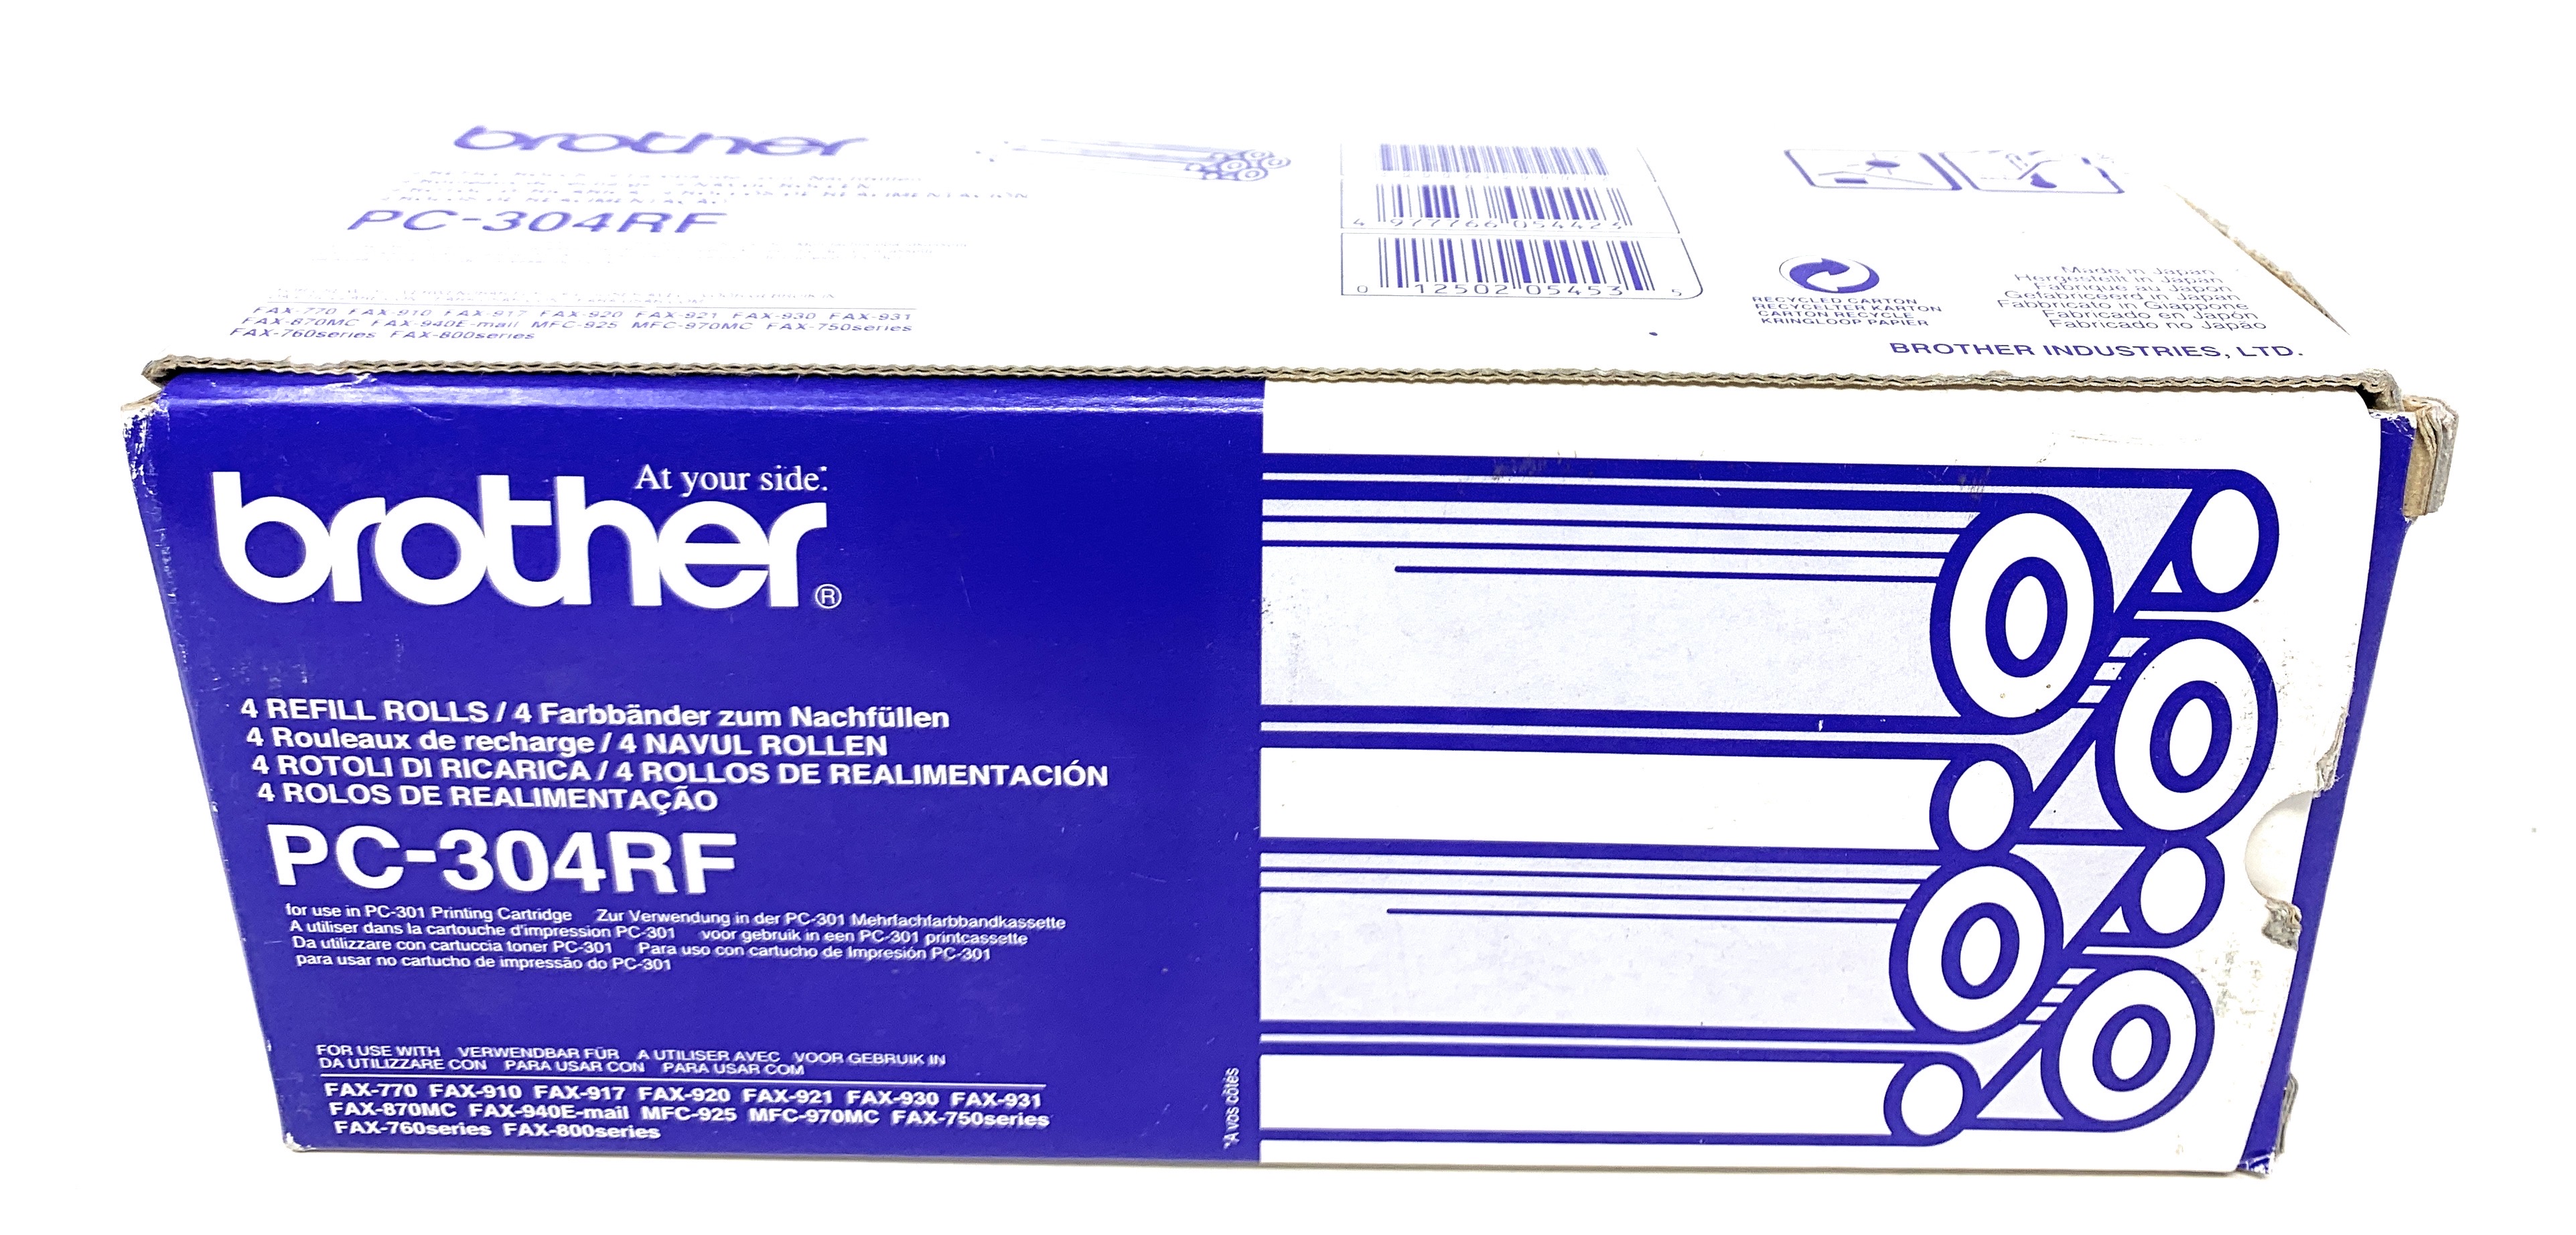 brother
PC-304RF
FAX-770 FAX-910 FAX-917 FAX-920 FAX-921 FAX-930 FAX-931
FAX-870MC FAX-940E-mail MFC-925 MFC-970MC FAX-750series
FAX-760series FAX-800series
4 977766 054423
0 12502 05453 5
RECYCLED CARTON
RECYCELTER KARTON
CARTON RECYCLE
KRINGLOOP PAPIER
Made in Japan
Hergestellt in Japan
Fabrique au Japon
Gefabriceerd in Japan
Fabbricato in Giappone
Fabricado en Japón
Fabricado no Japão
BROTHER INDUSTRIES, LTD.
At your side.*
brother®
4 REFILL ROLLS / 4 Farbbänder zum Nachfüllen
4 Rouleaux de recharge / 4 NAVUL ROLLEN
4 ROTOLI DI RICARICA / 4 ROLLOS DE REALIMENTACIÓN
4 ROLOS DE REALIMENTAÇÃO
PC-304RF
for use in PC-301 Printing Cartridge Zur Verwendung in der PC-301 Mehrfachfarbbandkassette
A utiliser dans la cartouche d'impression PC-301 voor gebruik in een PC-301 printcassette
Da utilizzare con cartuccia toner PC-301 Para uso con cartucho de Impresión PC-301
para usar no cartucho de impressão do PC-301
FOR USE WITH VERWENDBAR FÜR A UTILISER AVEC VOOR GEBRUIK IN
DA UTILIZZARE CON PARA USAR CON PARA USAR COM
FAX-770 FAX-910 FAX-917 FAX-920 FAX-921 FAX-930 FAX-931
FAX-870MC FAX-940E-mail MFC-925 MFC-970MC FAX-750series
FAX-760series FAX-800series
*A vos côtés